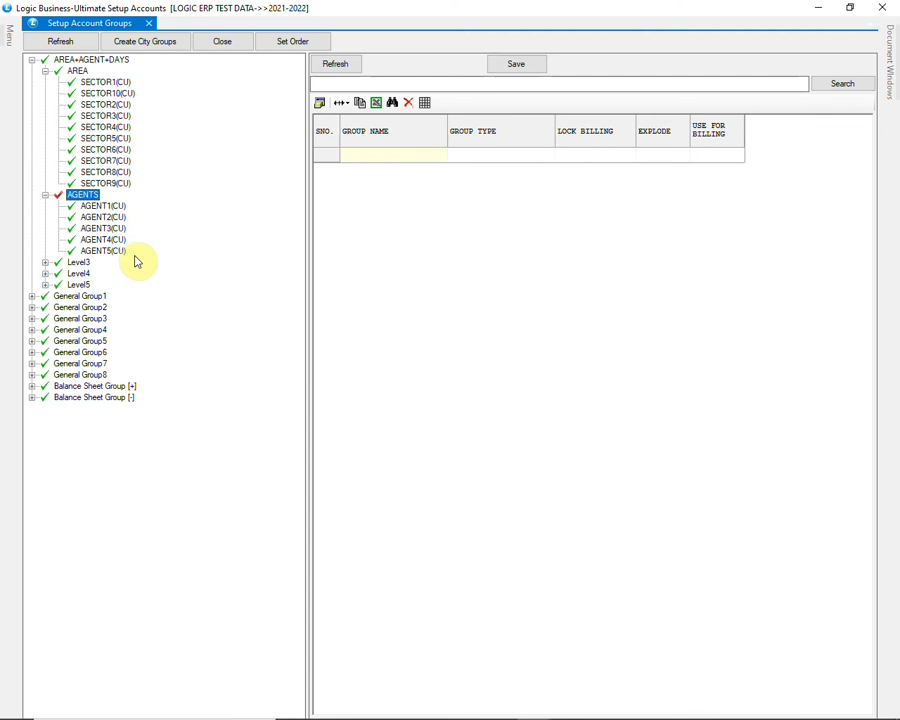 Logic Business-Ultimate Setup Accounts [LOGIC ERP TEST DATA->>2021-2022]
Menu
Setup Account Groups
Document Windows
Refresh
Create City Groups
Close
Set Order
AREA+AGENT+DAYS
AREA
SECTOR1(CU)
SECTOR10(CU)
SECTOR2(CU)
SECTOR3(CU)
SECTOR4(CU)
SECTOR5(CU)
SECTOR6(CU)
SECTOR7(CU)
SECTOR8(CU)
SECTOR9(CU)
AGENTS
AGENT1(CU)
AGENT2(CU)
AGENT3(CU)
AGENT4(CU)
AGENT5(CU)
Level3
Level4
Level5
General Group1
General Group2
General Group3
General Group4
General Group5
General Group6
General Group7
General Group8
Balance Sheet Group [+]
Balance Sheet Group [-]
Refresh
Save
Search
SNO. GROUP NAME GROUP TYPE LOCK BILLING EXPLODE USE FOR BILLING